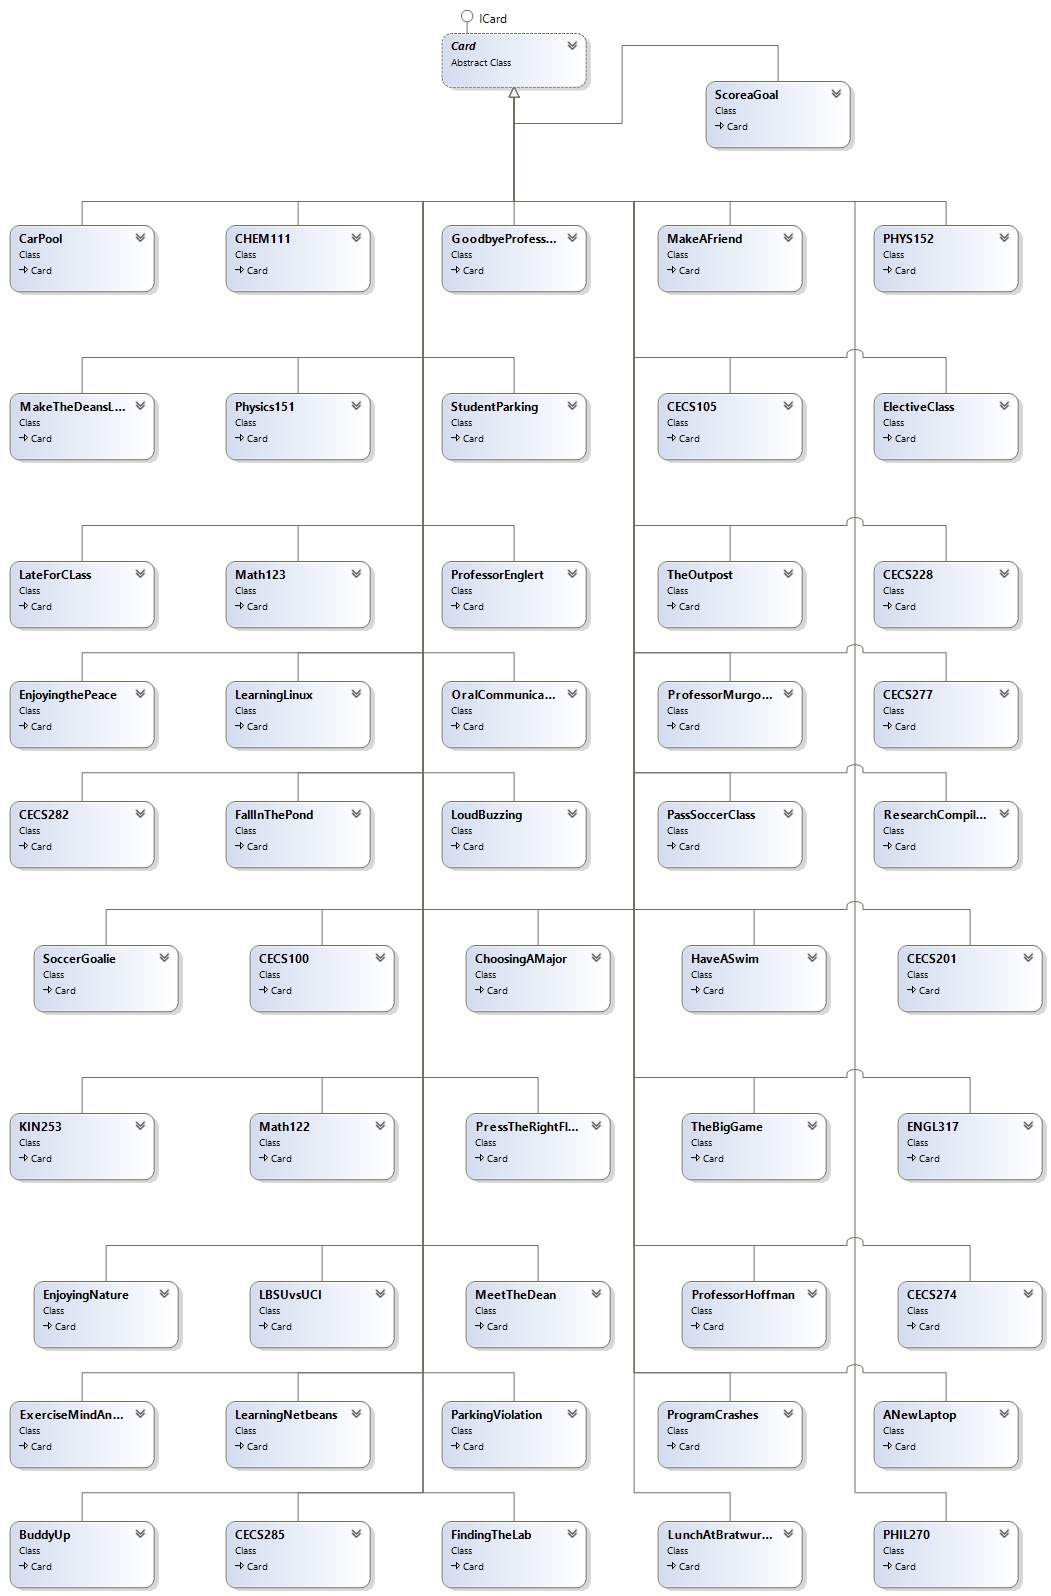 ICard
Card
Abstract Class
ScoreaGoal
Class
Card
CarPool
Class
Card
CHEM111
Class
Card
GoodbyeProfess...
Class
Card
MakeAFriend
Class
Card
PHYS152
Class
Card
MakeTheDeansL...
Class
Card
Physics151
Class
Card
StudentParking
Class
Card
CECS105
Class
Card
ElectiveClass
Class
Card
LateForCLass
Class
Card
Math123
Class
Card
ProfessorEnglert
Class
Card
TheOutpost
Class
Card
CECS228
Class
Card
EnjoyingthePeace
Class
Card
LearningLinux
Class
Card
OralCommunica...
Class
Card
ProfessorMurgo...
Class
Card
CECS277
Class
Card
CECS282
Class
Card
FallInThePond
Class
Card
LoudBuzzing
Class
Card
PassSoccerClass
Class
Card
ResearchCompil...
Class
Card
SoccerGoalie
Class
Card
CECS100
Class
Card
ChoosingAMajor
Class
Card
HaveASwim
Class
Card
CECS201
Class
Card
KIN253
Class
Card
Math122
Class
Card
PressTheRightFl...
Class
Card
TheBigGame
Class
Card
ENGL317
Class
Card
EnjoyingNature
Class
Card
LBSUvsUCI
Class
Card
MeetTheDean
Class
Card
ProfessorHoffman
Class
Card
CECS274
Class
Card
ExerciseMindAn...
Class
Card
LearningNetbeans
Class
Card
ParkingViolation
Class
Card
ProgramCrashes
Class
Card
ANewLaptop
Class
Card
BuddyUp
Class
Card
CECS285
Class
Card
FindingTheLab
Class
Card
LunchAtBratwur...
Class
Card
PHIL270
Class
Card